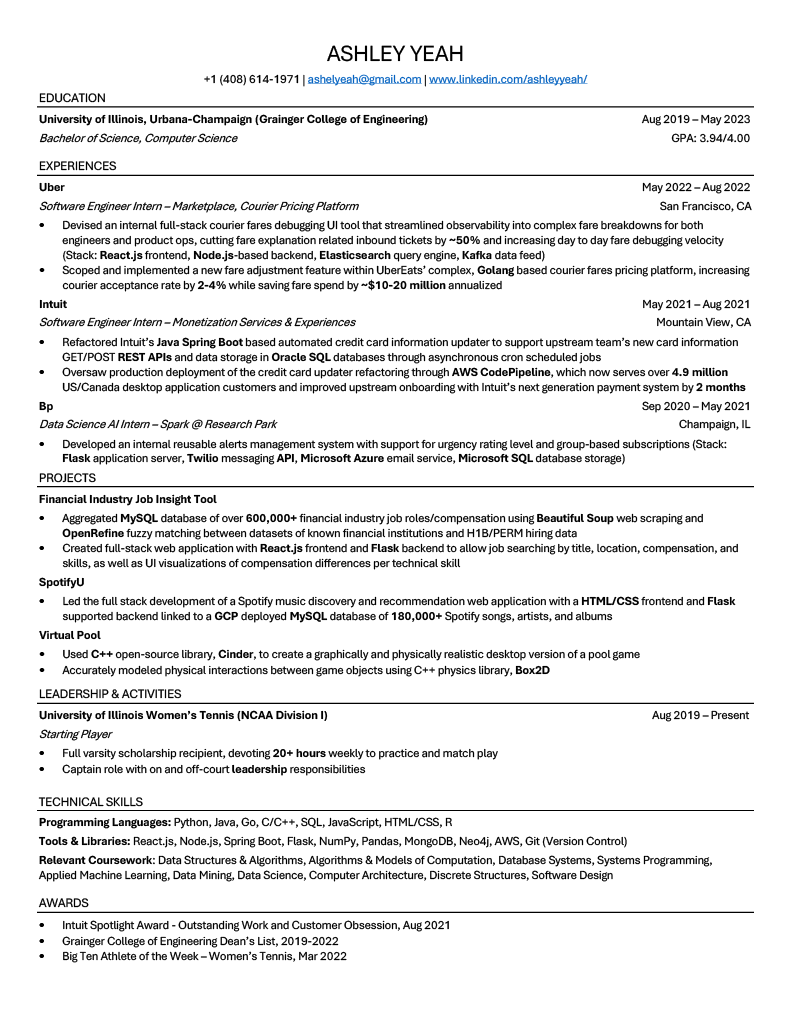 ASHLEY YEAH
+1 (408) 614-1971 | ashelyeah@gmail.com | www.linkedin.com/ashleyyeah/
EDUCATION
University of Illinois, Urbana-Champaign (Grainger College of Engineering) Aug 2019 – May 2023
Bachelor of Science, Computer Science GPA: 3.94/4.00
EXPERIENCES
Uber May 2022 – Aug 2022
Software Engineer Intern – Marketplace, Courier Pricing Platform San Francisco, CA
• Devised an internal full-stack courier fares debugging UI tool that streamlined observability into complex fare breakdowns for both
engineers and product ops, cutting fare explanation related inbound tickets by ~50% and increasing day to day fare debugging velocity
(Stack: React.js frontend, Node.js-based backend, Elasticsearch query engine, Kafka data feed)
• Scoped and implemented a new fare adjustment feature within UberEats' complex, Golang based courier fares pricing platform, increasing
courier acceptance rate by 2-4% while saving fare spend by ~$10-20 million annualized
Intuit May 2021 – Aug 2021
Software Engineer Intern – Monetization Services & Experiences Mountain View, CA
• Refactored Intuit's Java Spring Boot based automated credit card information updater to support upstream team's new card information
GET/POST REST APIs and data storage in Oracle SQL databases through asynchronous cron scheduled jobs
• Oversaw production deployment of the credit card updater refactoring through AWS CodePipeline, which now serves over 4.9 million
US/Canada desktop application customers and improved upstream onboarding with Intuit's next generation payment system by 2 months
Bp Sep 2020 – May 2021
Data Science AI Intern – Spark @ Research Park Champaign, IL
• Developed an internal reusable alerts management system with support for urgency rating level and group-based subscriptions (Stack:
Flask application server, Twilio messaging API, Microsoft Azure email service, Microsoft SQL database storage)
PROJECTS
Financial Industry Job Insight Tool
• Aggregated MySQL database of over 600,000+ financial industry job roles/compensation using Beautiful Soup web scraping and
OpenRefine fuzzy matching between datasets of known financial institutions and H1B/PERM hiring data
• Created full-stack web application with React.js frontend and Flask backend to allow job searching by title, location, compensation, and
skills, as well as UI visualizations of compensation differences per technical skill
SpotifyU
• Led the full stack development of a Spotify music discovery and recommendation web application with a HTML/CSS frontend and Flask
supported backend linked to a GCP deployed MySQL database of 180,000+ Spotify songs, artists, and albums
Virtual Pool
• Used C++ open-source library, Cinder, to create a graphically and physically realistic desktop version of a pool game
• Accurately modeled physical interactions between game objects using C++ physics library, Box2D
LEADERSHIP & ACTIVITIES
University of Illinois Women's Tennis (NCAA Division I) Aug 2019 – Present
Starting Player
• Full varsity scholarship recipient, devoting 20+ hours weekly to practice and match play
• Captain role with on and off-court leadership responsibilities
TECHNICAL SKILLS
Programming Languages: Python, Java, Go, C/C++, SQL, JavaScript, HTML/CSS, R
Tools & Libraries: React.js, Node.js, Spring Boot, Flask, NumPy, Pandas, MongoDB, Neo4j, AWS, Git (Version Control)
Relevant Coursework: Data Structures & Algorithms, Algorithms & Models of Computation, Database Systems, Systems Programming,
Applied Machine Learning, Data Mining, Data Science, Computer Architecture, Discrete Structures, Software Design
AWARDS
• Intuit Spotlight Award - Outstanding Work and Customer Obsession, Aug 2021
• Grainger College of Engineering Dean's List, 2019-2022
• Big Ten Athlete of the Week – Women's Tennis, Mar 2022